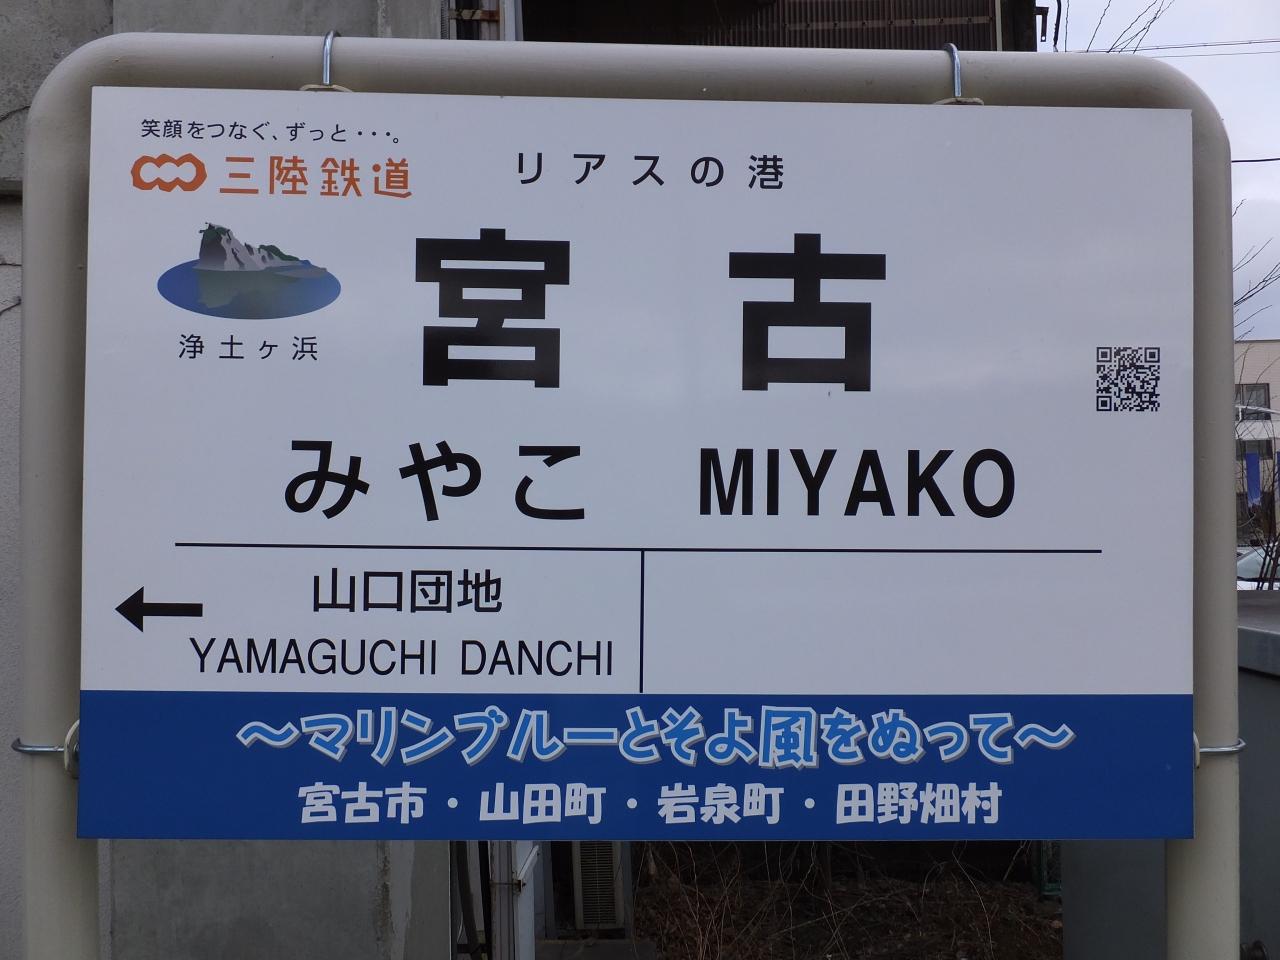 笑顔をつなぐ、ずっと・・・。
三陸鉄道
リアスの港
浄土ヶ浜
宮古
みやこ MIYAKO
山口団地
YAMAGUCHI DANCHI
～マリンブルーとそよ風をぬって～
宮古市・山田町・岩泉町・田野畑村